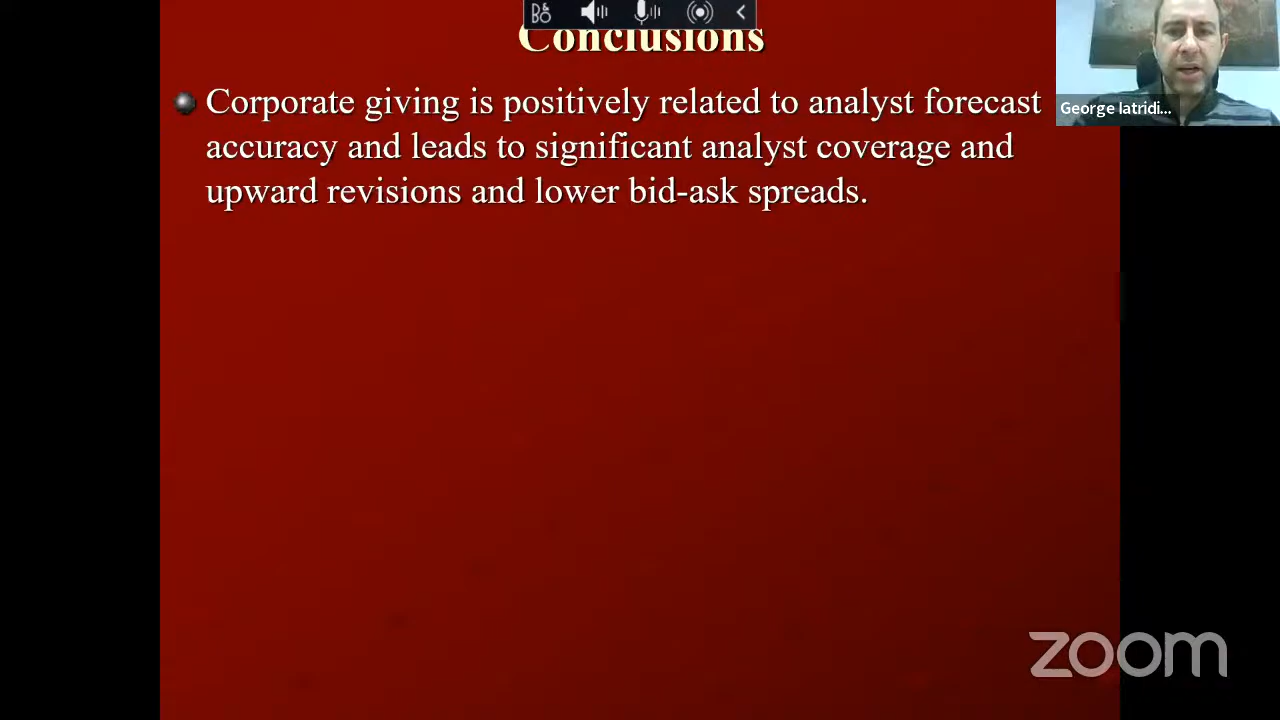 B&O
Conclusions
Corporate giving is positively related to analyst forecast
accuracy and leads to significant analyst coverage and
upward revisions and lower bid-ask spreads.
George Iatridi...
zoom